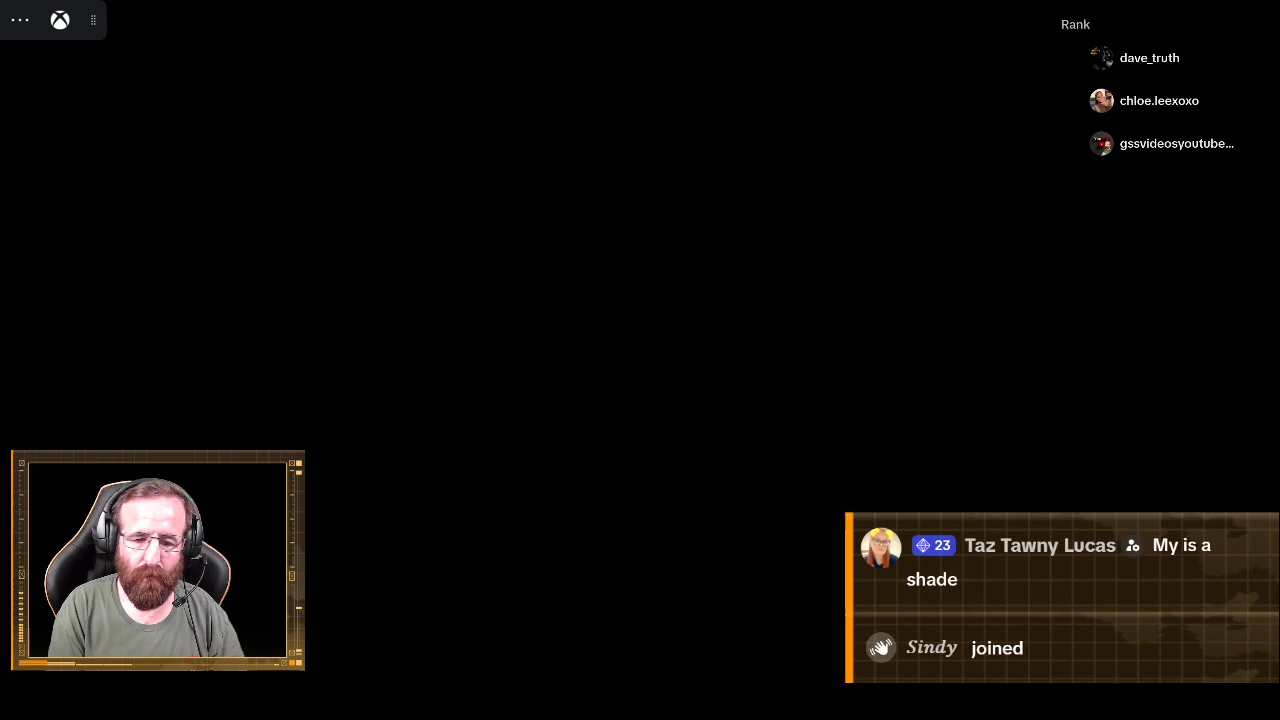 Rank
dave_truth
chloe.leexoxo
gssvideosyoutube...
23 Taz Tawny Lucas My is a
shade
Sindy joined